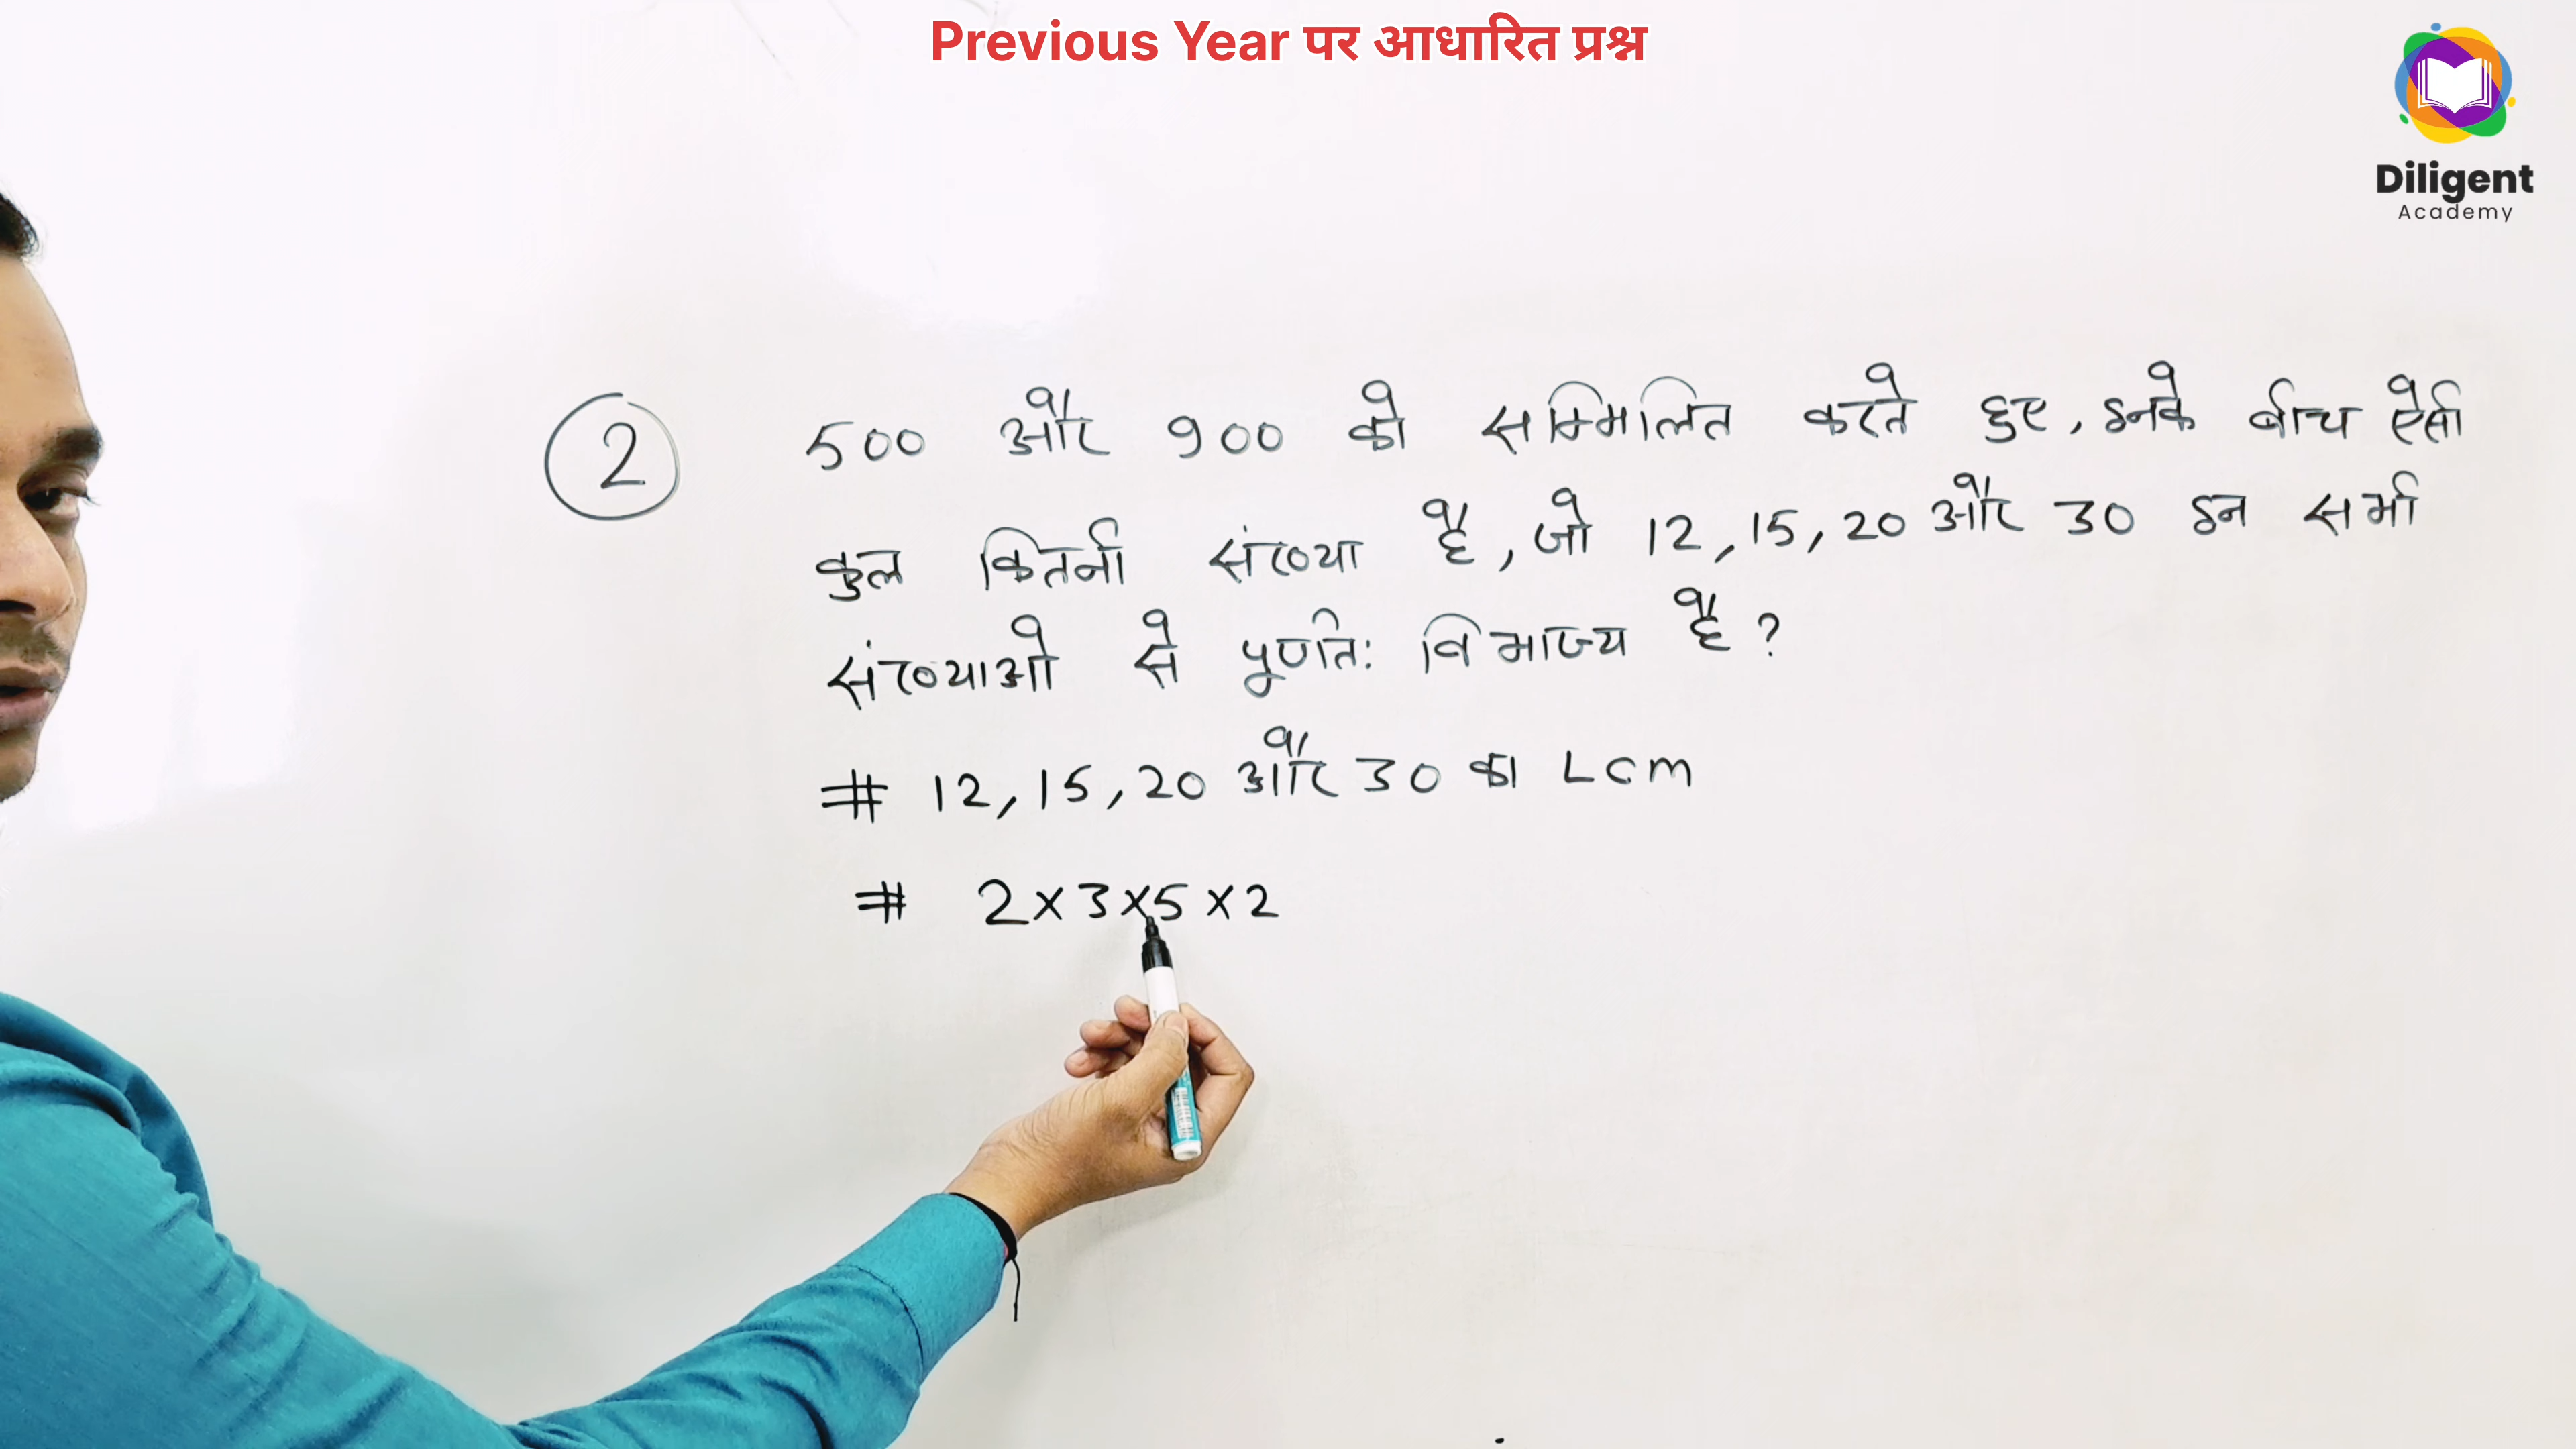 Previous Year पर आधारित प्रश्न
Diligent
Academy
2
500 और 900 को सम्मिलित करते हुए, इनके बीच ऐसी
कुल कितनी संख्या है, जो 12, 15, 20 और 30 इन सभी
संख्याओ से पूर्णतः विभाज्य है ?
# 12, 15, 20 और 30 का LCM
# 2×3×5×2